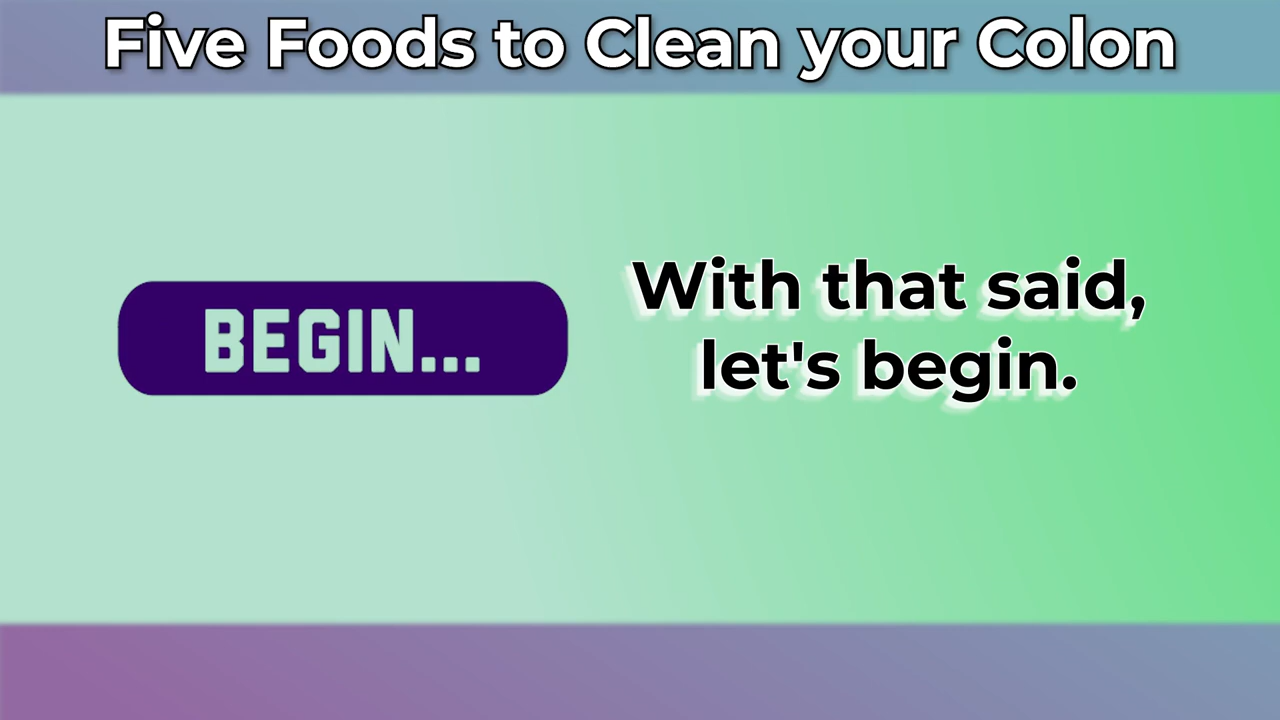 Five Foods to Clean your Colon
BEGIN...
With that said,
let's begin.